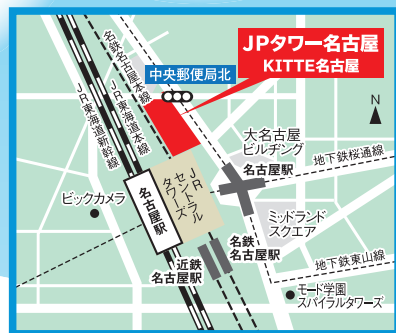 JPタワー名古屋
KITTE名古屋
中央郵便局北
名鉄名古屋本線
JR東海道本線
JR東海道新幹線
N
大名古屋
ビルヂング
地下鉄桜通線
名古屋駅
JR
セントラル
タワーズ
ビックカメラ
名古屋駅
ミッドランド
スクエア
名鉄
名古屋駅
近鉄
名古屋駅
地下鉄東山線
モード学園
スパイラルタワーズ